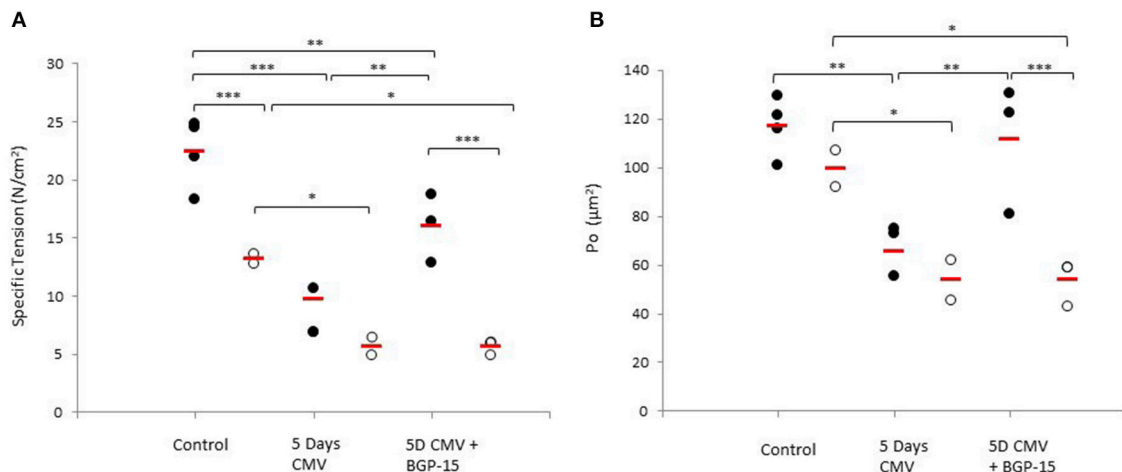 A
**
***
**
***
*
***
*
30
25
20
15
10
5
0
Specific Tension (N/cm²)
Control
5 Days
CMV
5D CMV +
BGP-15
B
*
**
**
***
*
140
120
100
80
60
40
20
0
Po (µm²)
Control
5 Days
CMV
5D CMV
+ BGP-15